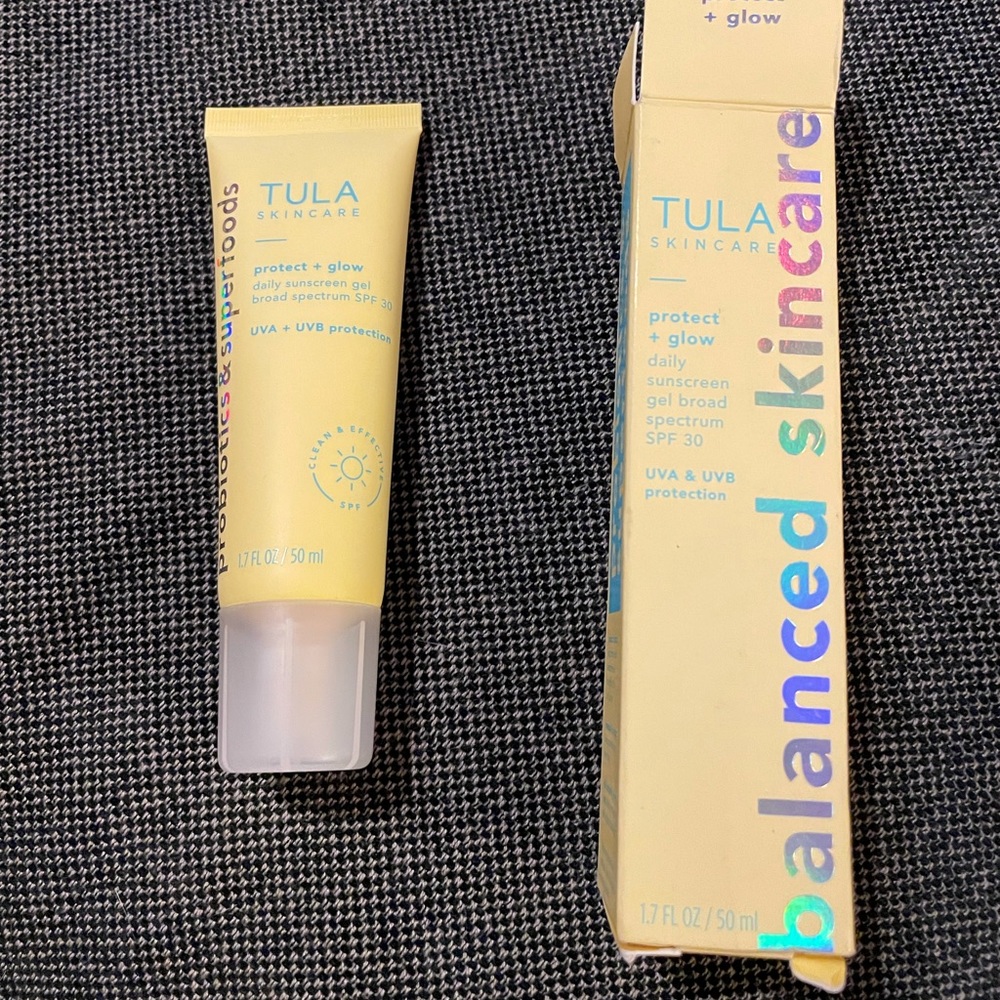 TULA
SKINCARE
protect + glow
daily sunscreen gel
broad spectrum SPF 30
UVA + UVB protection
CLEAN & EFFECTIVE
SPF
1.7 FL OZ / 50 ml
probiotics & superfoods
protect
+ glow
TULA
SKINCARE
protect
+ glow
daily
sunscreen
gel broad
spectrum
SPF 30
UVA & UVB
protection
1.7 FL OZ / 50 ml
balanced skincare